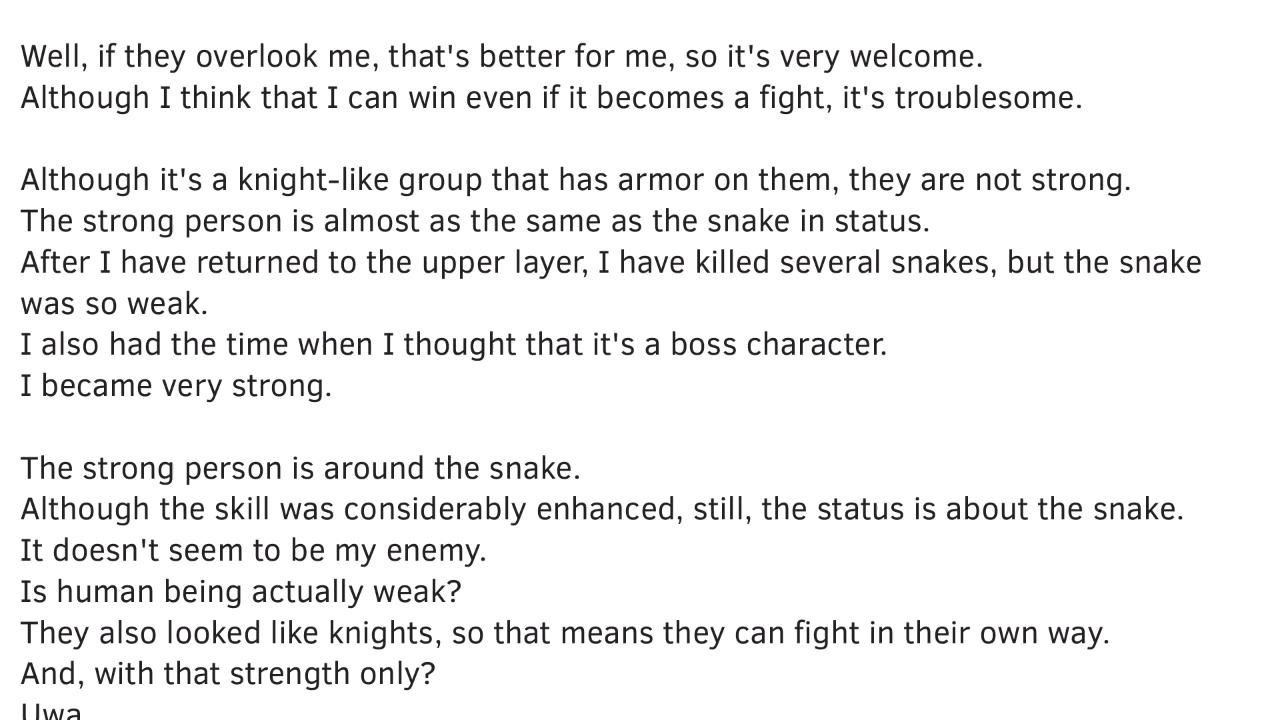 Well, if they overlook me, that's better for me, so it's very welcome.
Although I think that I can win even if it becomes a fight, it's troublesome.
Although it's a knight-like group that has armor on them, they are not strong.
The strong person is almost as the same as the snake in status.
After I have returned to the upper layer, I have killed several snakes, but the snake
was so weak.
I also had the time when I thought that it's a boss character.
I became very strong.
The strong person is around the snake.
Although the skill was considerably enhanced, still, the status is about the snake.
It doesn't seem to be my enemy.
Is human being actually weak?
They also looked like knights, so that means they can fight in their own way.
And, with that strength only?
Uwa